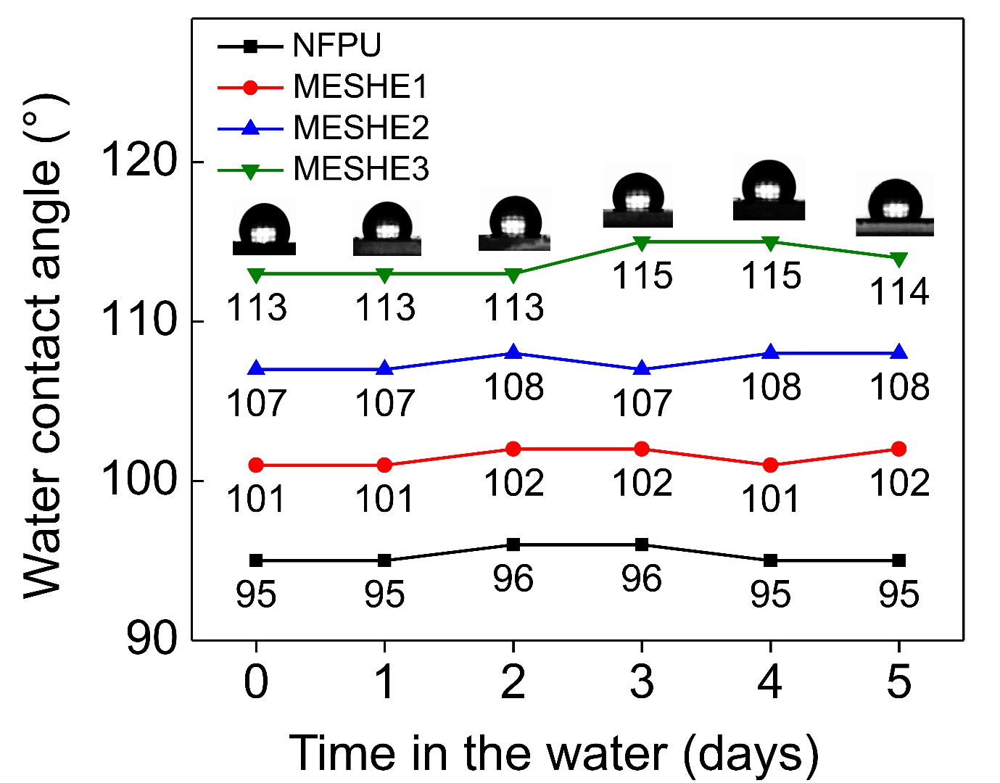 NFPU
MESHE1
MESHE2
MESHE3
Water contact angle (°)
120
110
100
90
113 113 113 115 115 114
107 107 108 107 108 108
101 101 102 102 101 102
95 95 96 96 95 95
0 1 2 3 4 5
Time in the water (days)